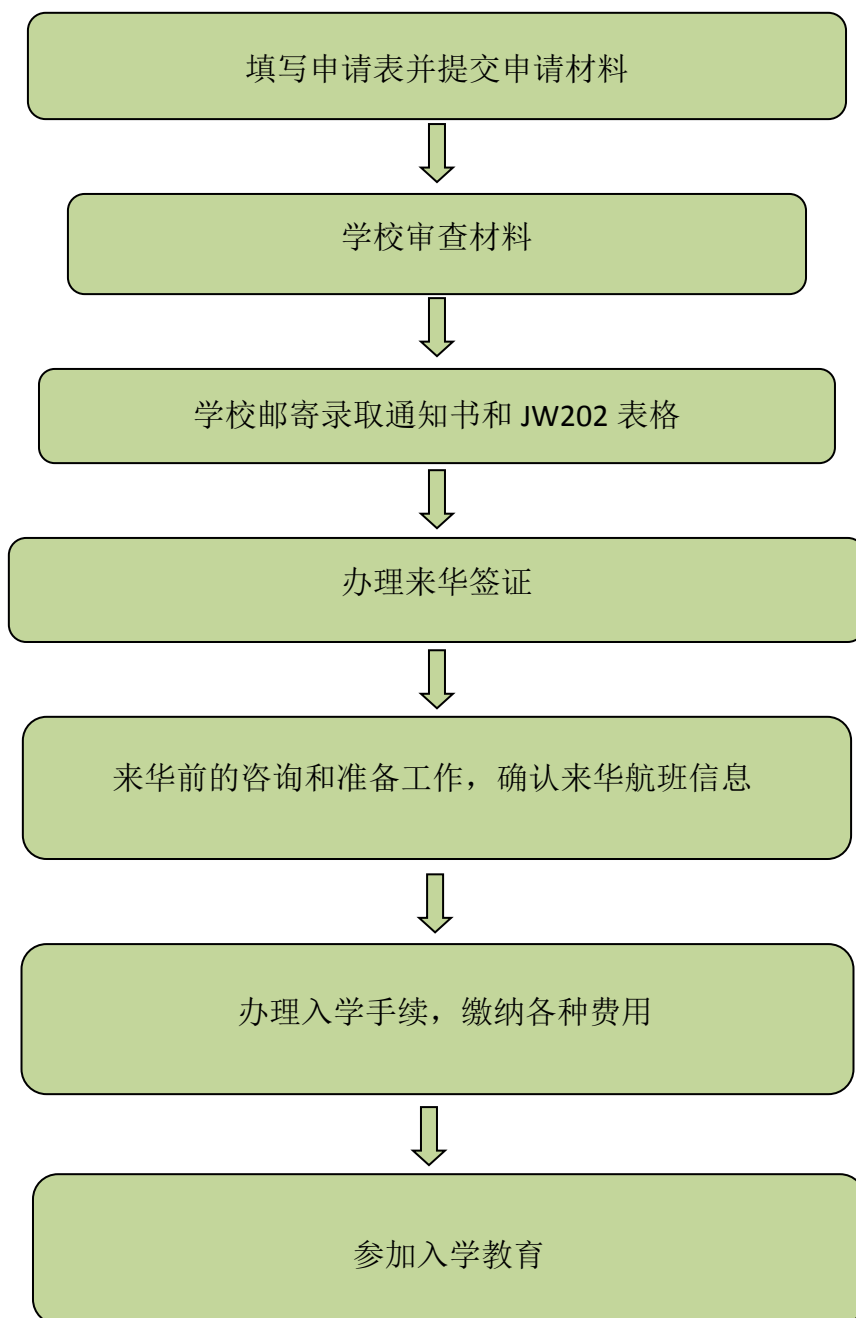 填写申请表并提交申请材料
学校审查材料
学校邮寄录取通知书和 JW202 表格
办理来华签证
来华前的咨询和准备工作，确认来华航班信息
办理入学手续，缴纳各种费用
参加入学教育